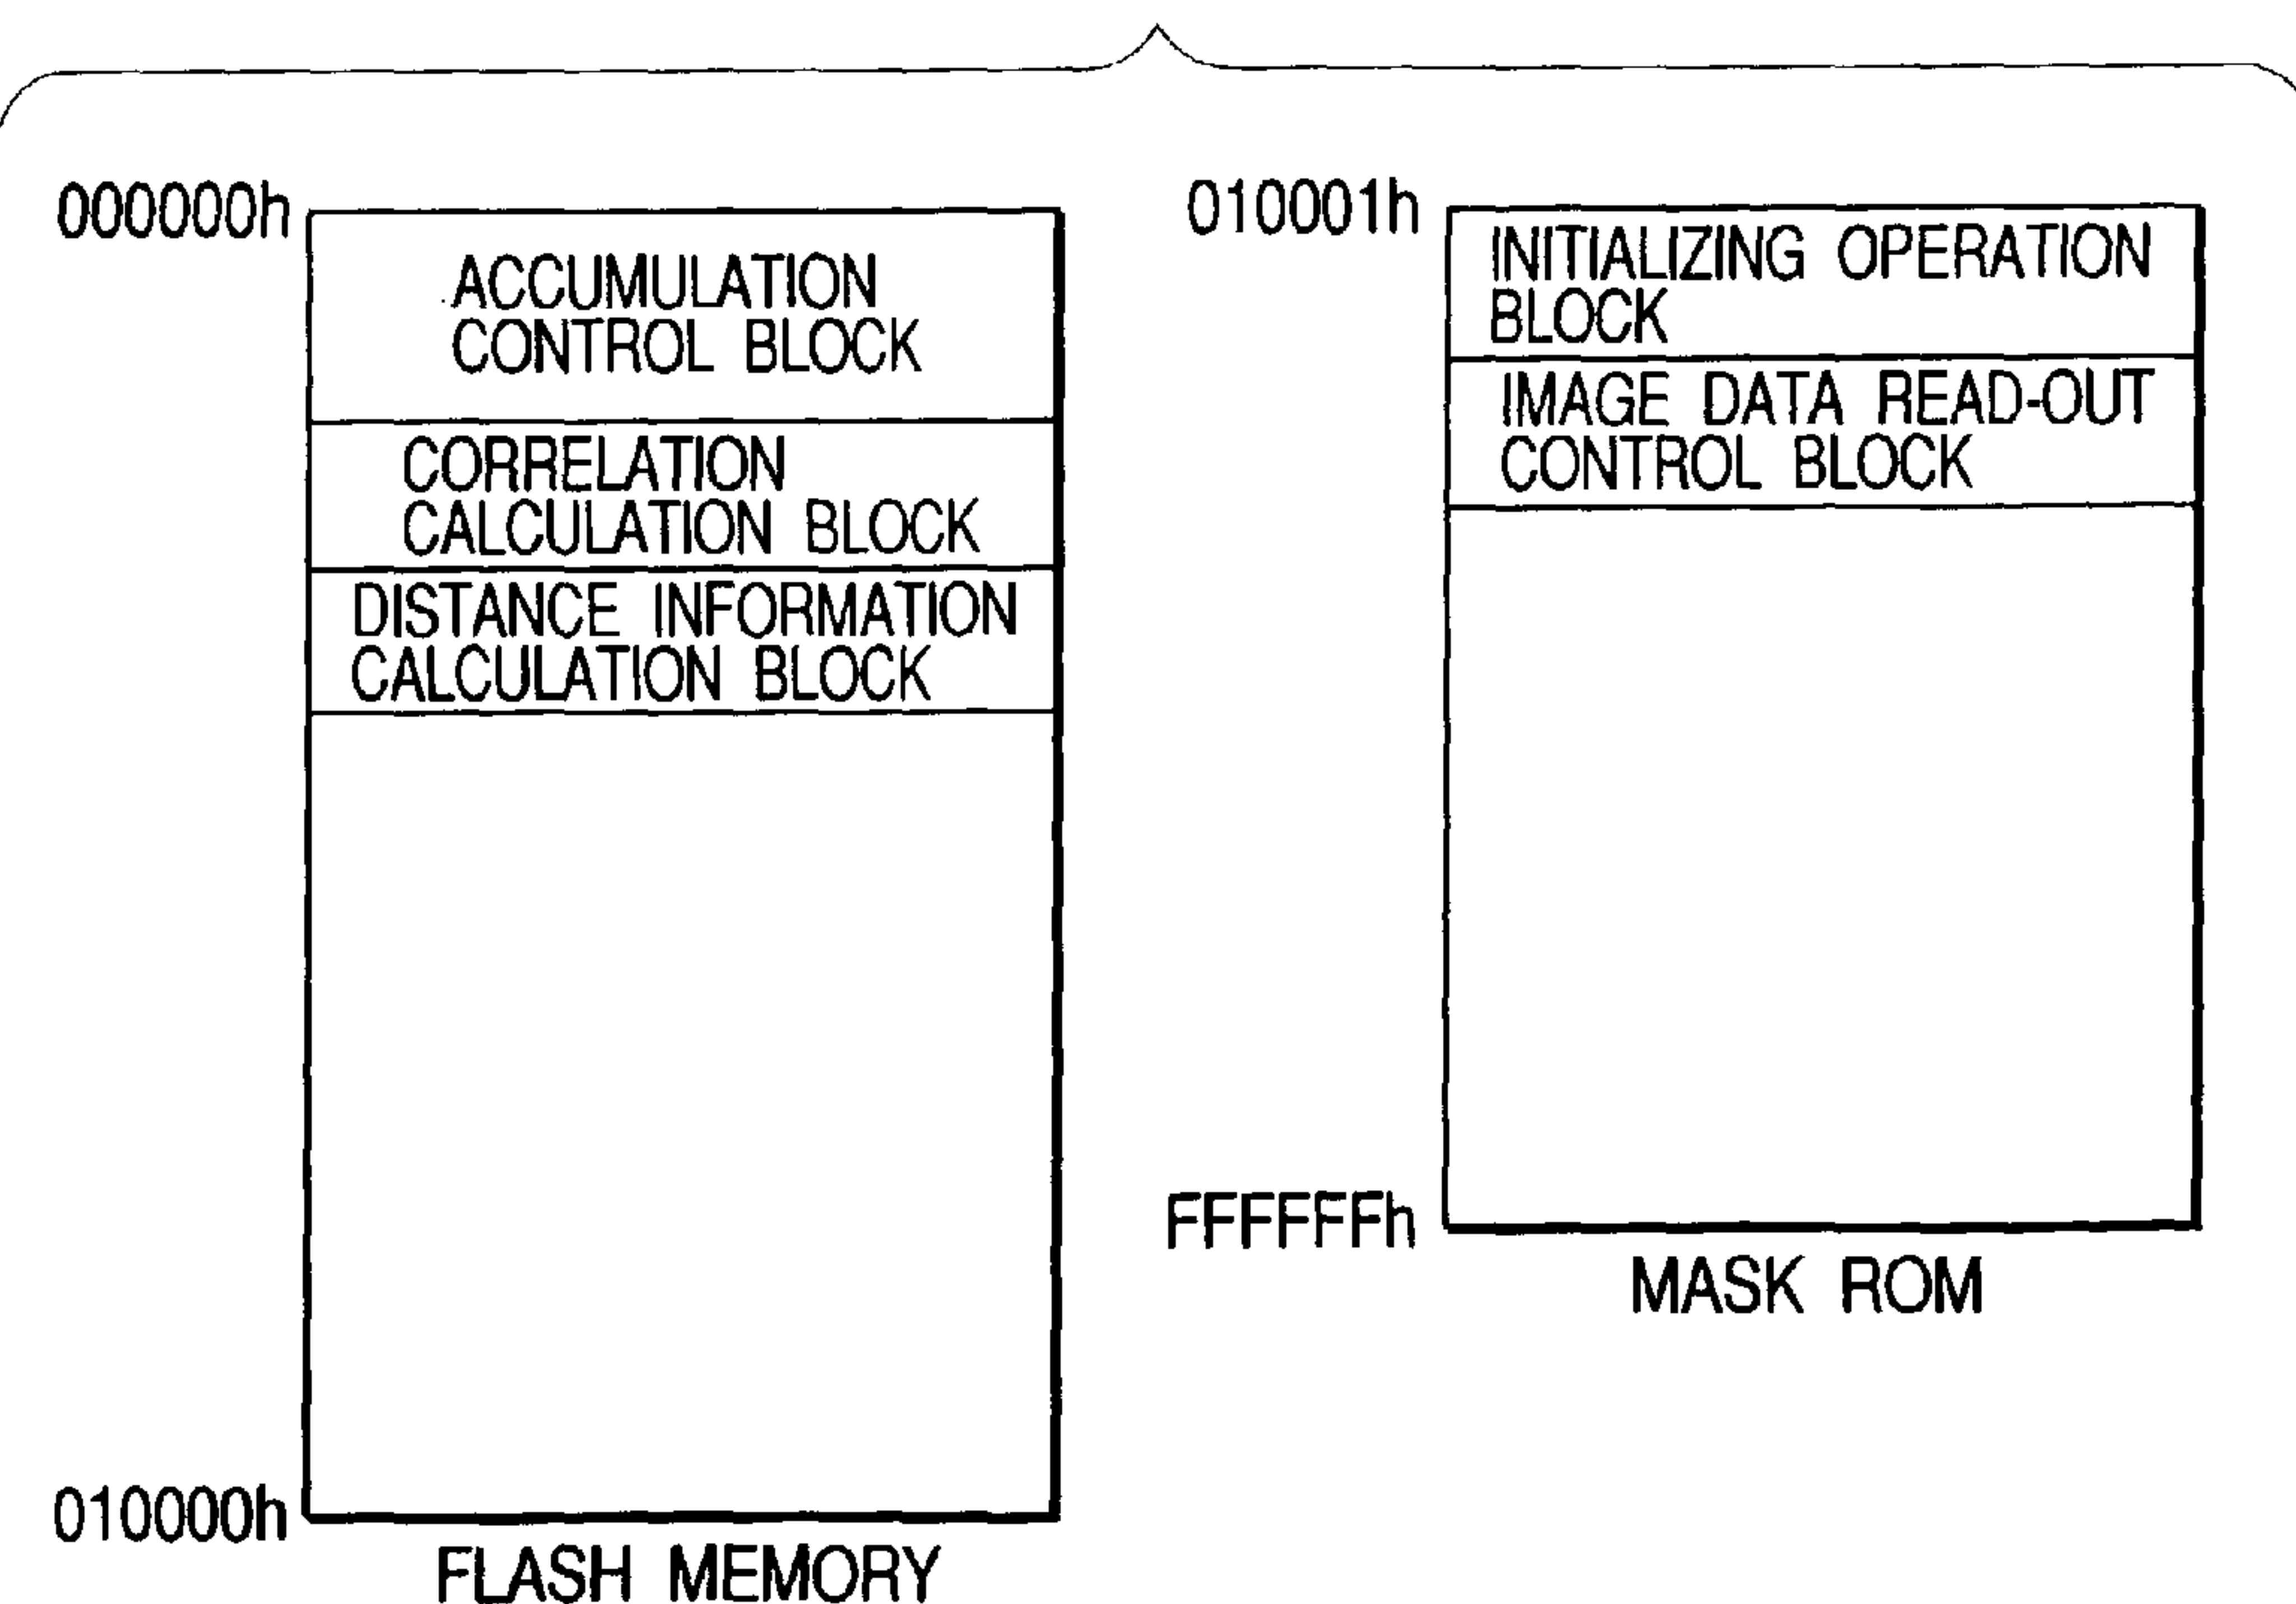 000000h
ACCUMULATION
CONTROL BLOCK
CORRELATION
CALCULATION BLOCK
DISTANCE INFORMATION
CALCULATION BLOCK
010000h
FLASH MEMORY
010001h
INITIALIZING OPERATION
BLOCK
IMAGE DATA READ-OUT
CONTROL BLOCK
FFFFFFh
MASK ROM